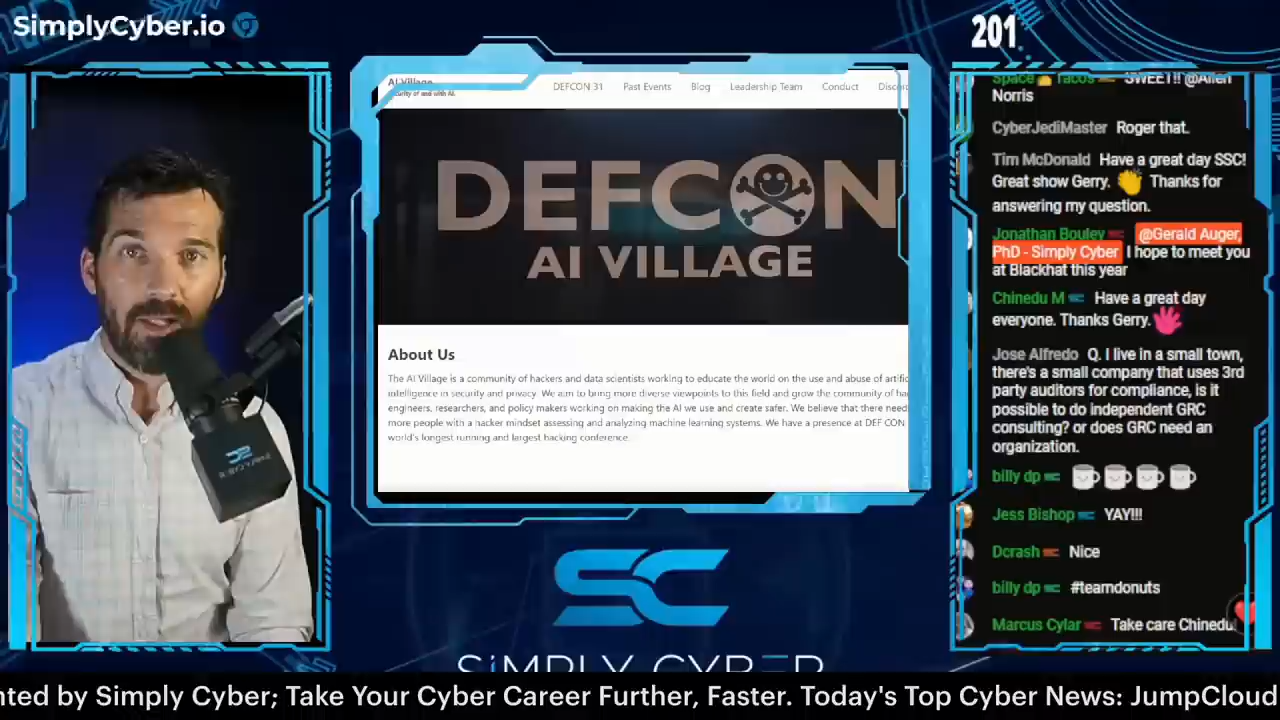 SimplyCyber.io
201
AI Village
security of and with AI.
DEFCON 31
Past Events
Blog
Leadership Team
Conduct
DEFCON
AI VILLAGE
About Us
The AI Village is a community of hackers and data scientists working to educate the world on the use and abuse of
intelligence in security and privacy. We aim to bring more diverse viewpoints to this field and grow the community of
engineers, researchers, and policy makers working on making the AI we use and create safer. We believe that there need
more people with a hacker mindset assessing and analyzing machine learning systems. We have a presence at DEF CON
world's longest running and largest hacking conference.
SC
SIMPLY CYBER
Space Tacos SWEET!! @Allen
Norris
CyberJediMaster Roger that.
Tim McDonald Have a great day SSC!
Great show Gerry. 👏 Thanks for
answering my question.
Jonathan Bouley @Gerald Auger,
PhD - Simply Cyber I hope to meet you
at Blackhat this year
Chinedu M Have a great day
everyone. Thanks Gerry.
Jose Alfredo Q. I live in a small town,
there's a small company that uses 3rd
party auditors for compliance, is it
possible to do independent GRC
consulting? or does GRC need an
organization.
billy dp
Jess Bishop YAY!!!
Dcrash Nice
billy dp #teamdonuts
Marcus Cylar Take care Chinedu
nted by Simply Cyber; Take Your Cyber Career Further, Faster. Today's Top Cyber News: JumpCloud